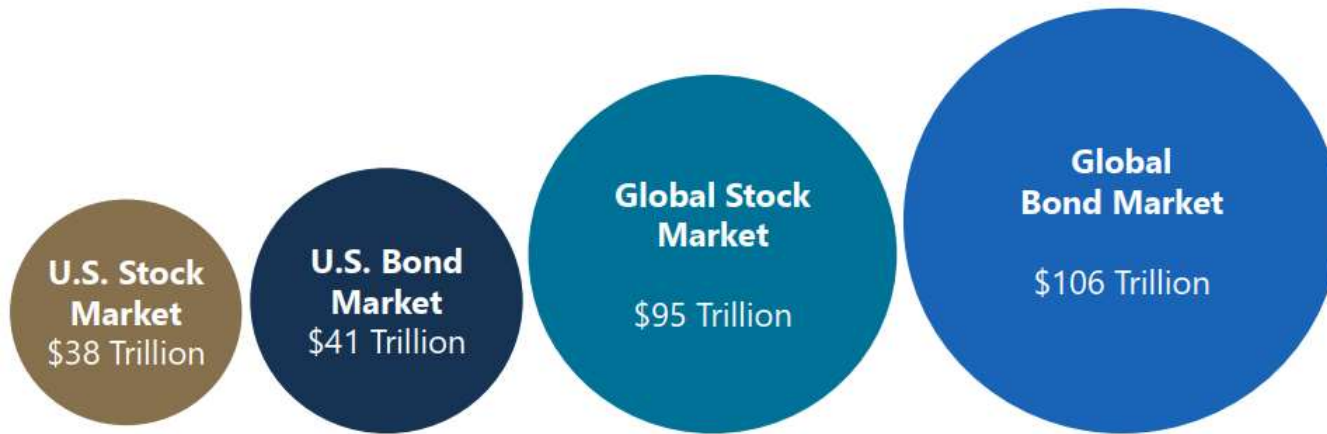 U.S. Stock
Market
$38 Trillion
U.S. Bond
Market
$41 Trillion
Global Stock
Market
$95 Trillion
Global
Bond Market
$106 Trillion